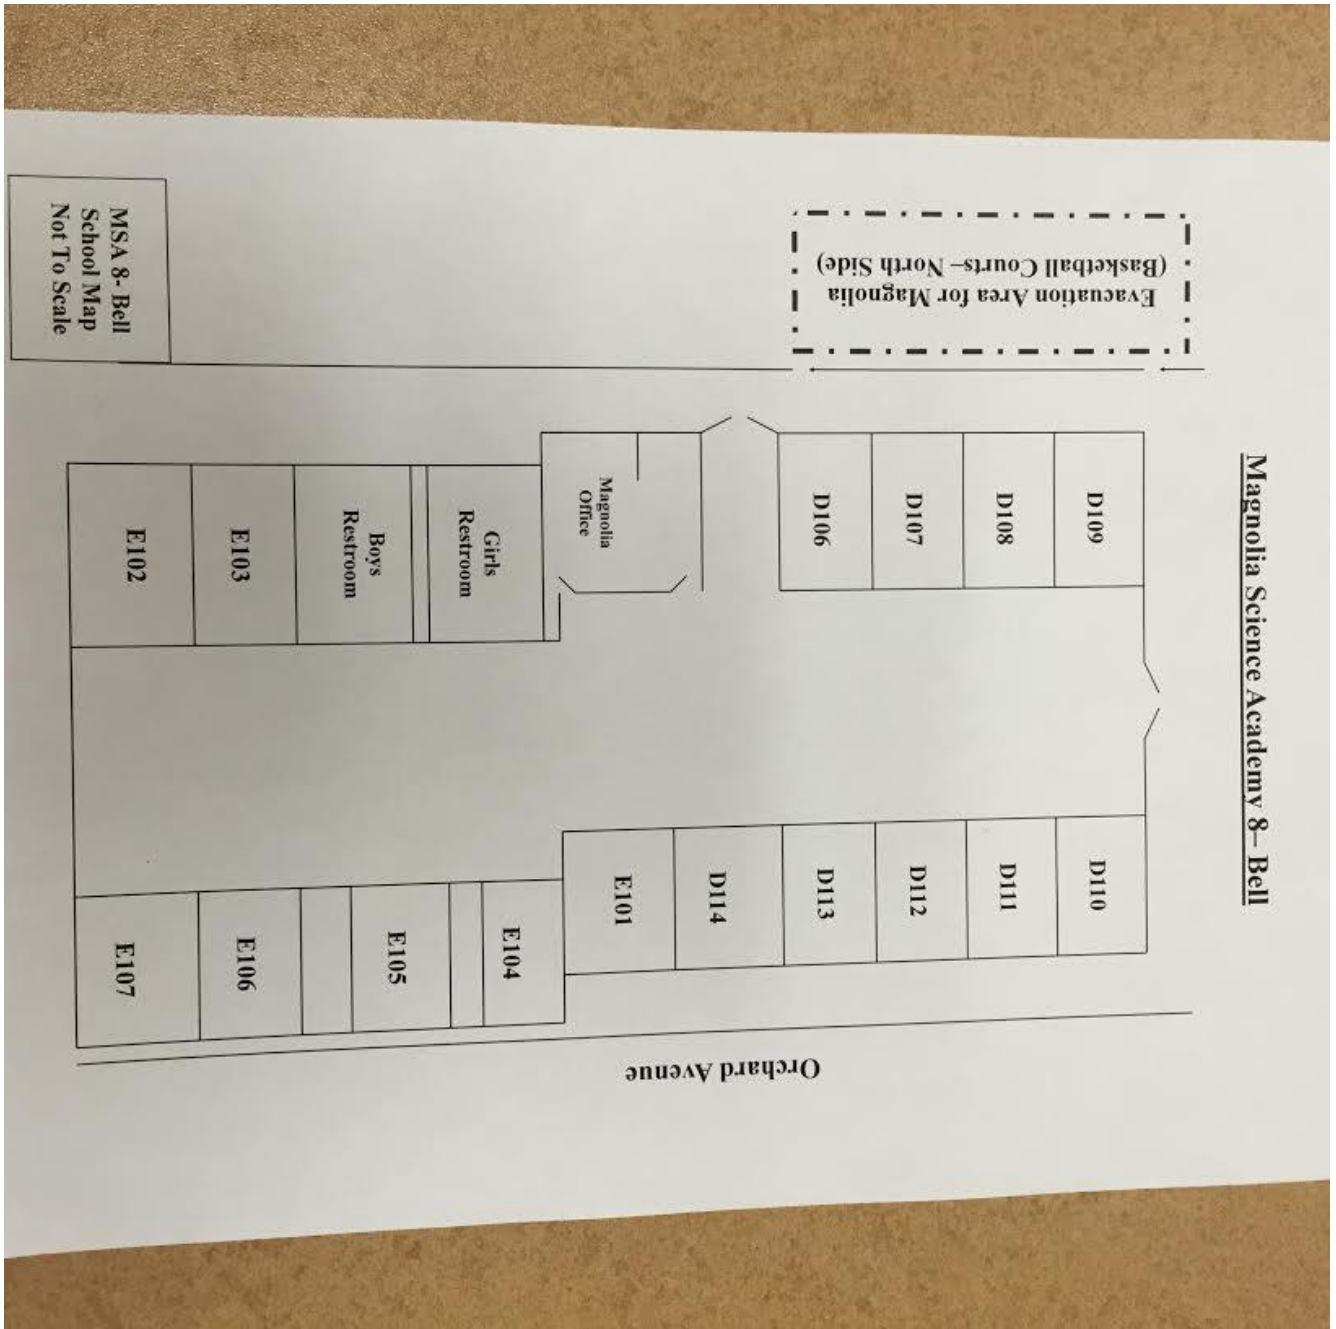 Magnolia Science Academy 8– Bell
MSA 8- Bell
School Map
Not To Scale
Evacuation Area for Magnolia
(Basketball Courts– North Side)
D109
D108
D107
D106
Magnolia
Office
Girls
Restroom
Boys
Restroom
E103
E102
D110
D111
D112
D113
D114
E101
E104
E105
E106
E107
Orchard Avenue